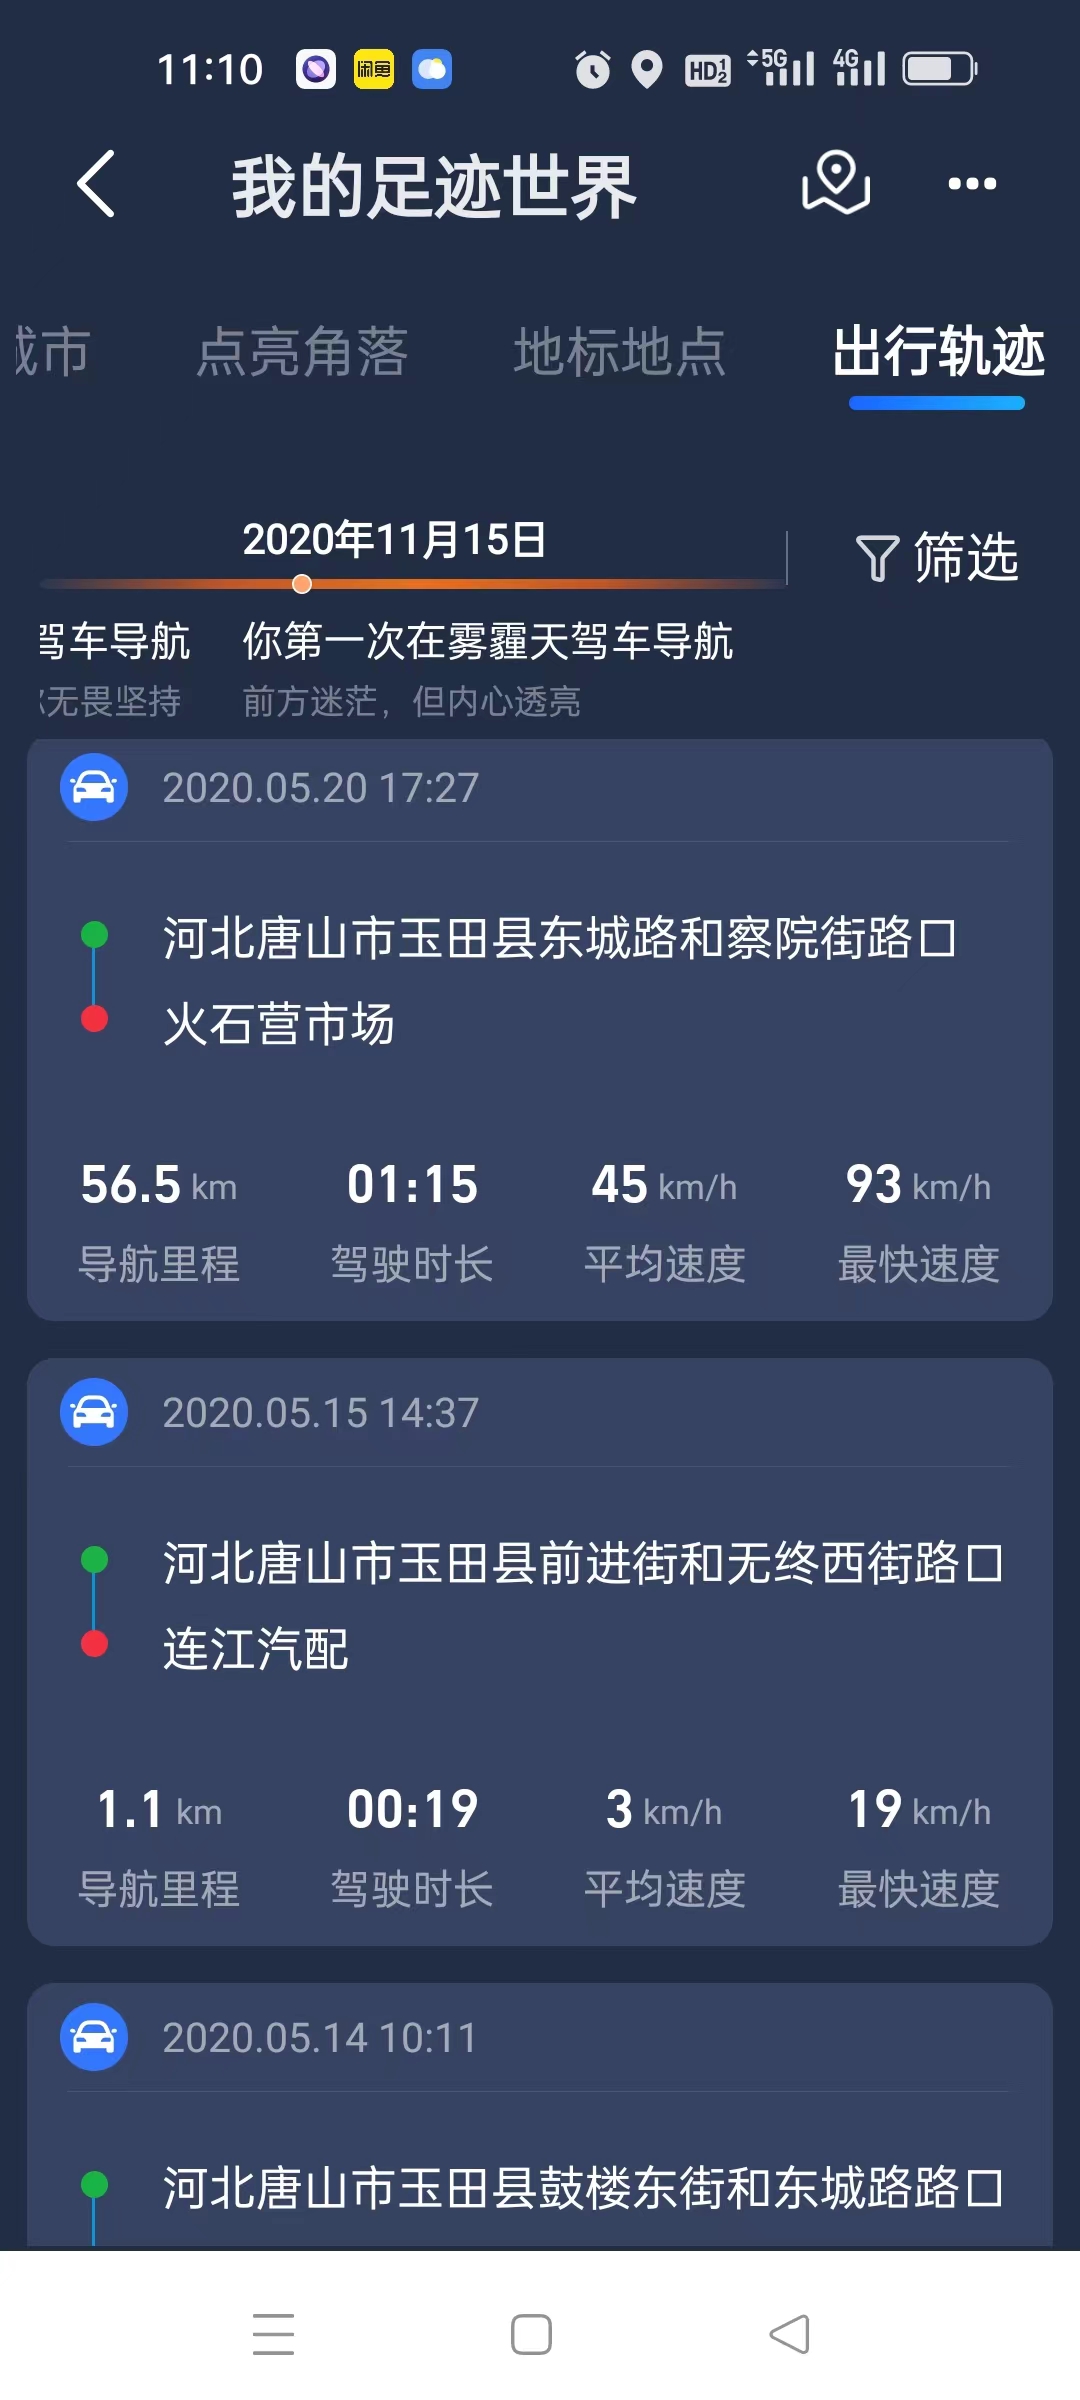 11:10
闲鱼
HD 1 2
5G
4G
我的足迹世界
城市
点亮角落
地标地点
出行轨迹
2020年11月15日
筛选
驾车导航
你第一次在雾霾天驾车导航
无畏坚持
前方迷茫，但内心透亮
2020.05.20 17:27
河北唐山市玉田县东城路和察院街路口
火石营市场
56.5 km
01:15
45 km/h
93 km/h
导航里程
驾驶时长
平均速度
最快速度
2020.05.15 14:37
河北唐山市玉田县前进街和无终西街路口
连江汽配
1.1 km
00:19
3 km/h
19 km/h
导航里程
驾驶时长
平均速度
最快速度
2020.05.14 10:11
河北唐山市玉田县鼓楼东街和东城路路口